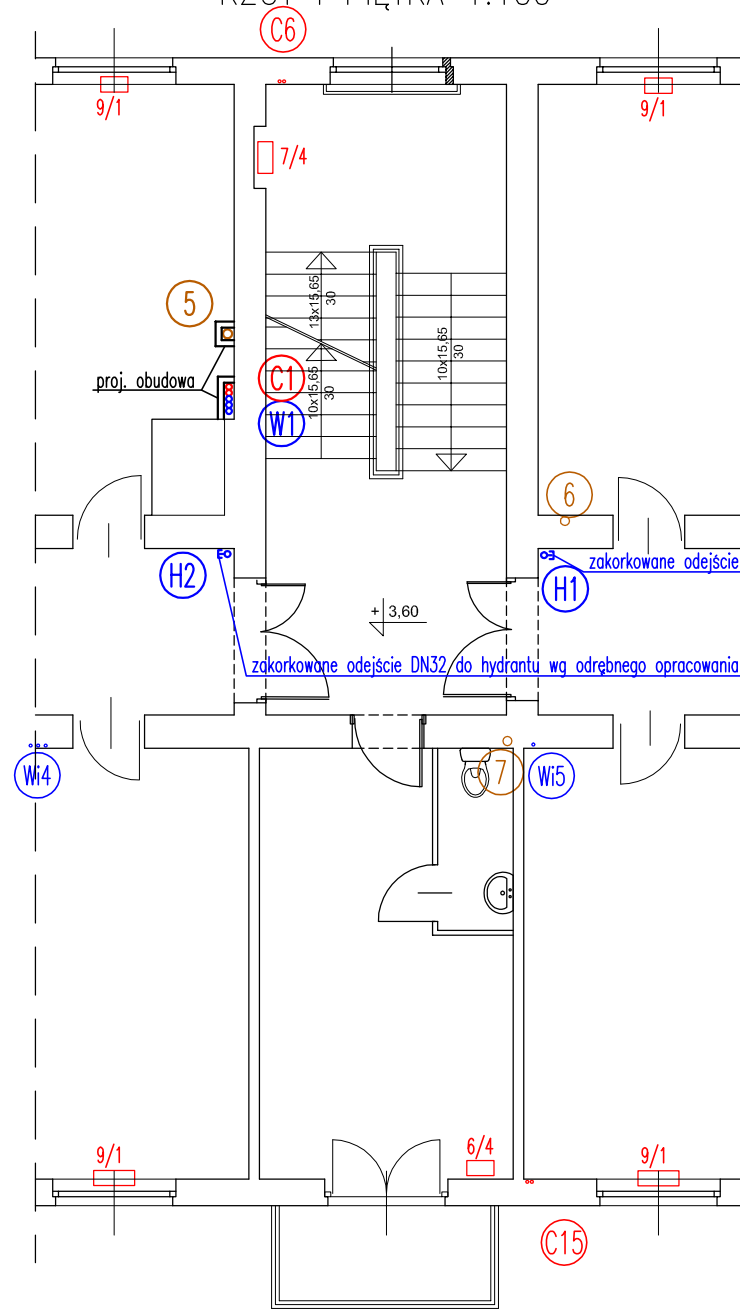 C6
9/1
9/1
7/4
5
13x15,65
30
10x15,65
30
proj. obudowa
C1
10x15,65
30
W1
6
zakorkowane odejście
H2
H1
+ 3,60
zakorkowane odejście DN32 do hydrantu wg odrębnego opracowania
Wi4
7
Wi5
9/1
6/4
9/1
C15